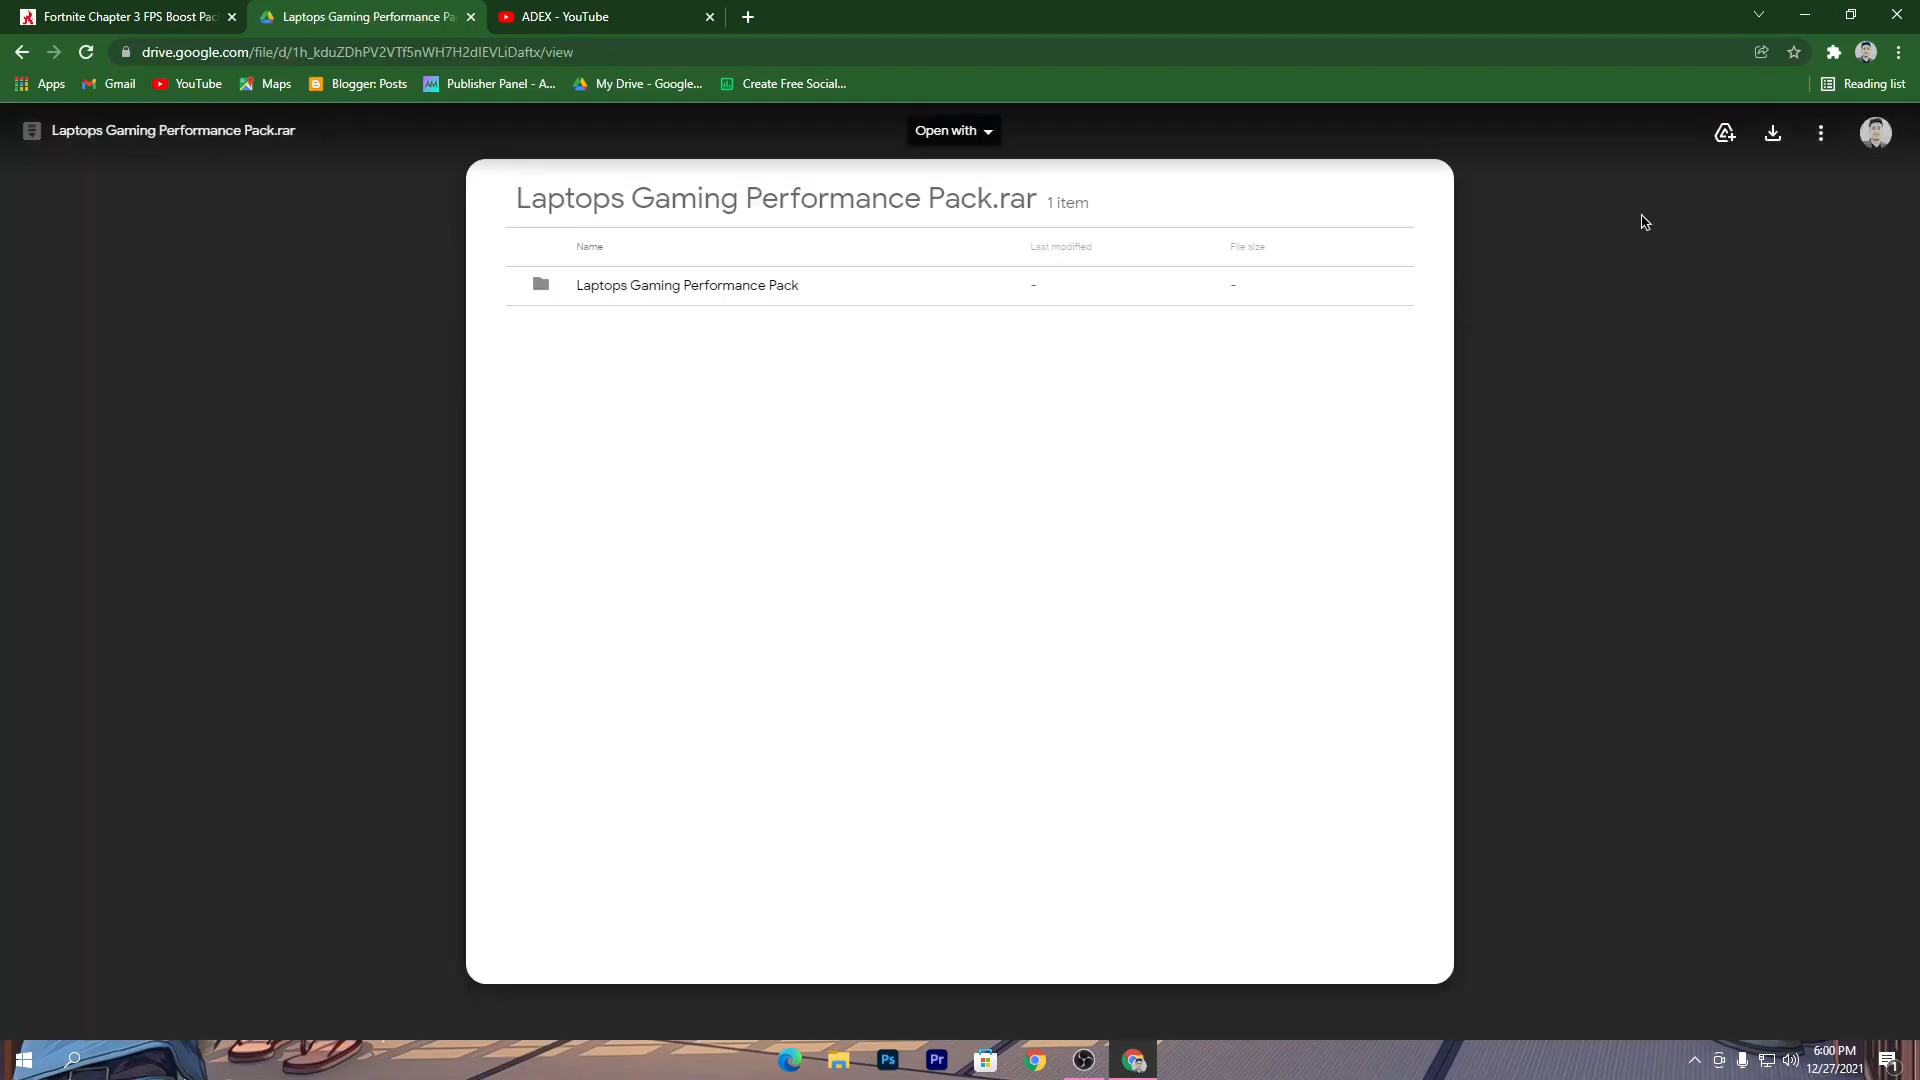 Fortnite Chapter 3 FPS Boost Pac
Laptops Gaming Performance Pa
ADEX - YouTube
drive.google.com/file/d/1h_kduZDhPV2VTf5nWH7H2dIEVLiDaftx/view
Apps
Gmail
YouTube
Maps
Blogger: Posts
Publisher Panel - A...
My Drive - Google...
Create Free Social...
Reading list
Laptops Gaming Performance Pack.rar
Open with
Laptops Gaming Performance Pack.rar 1 item
Name Last modified File size
Laptops Gaming Performance Pack - -
6:00 PM
12/27/2021